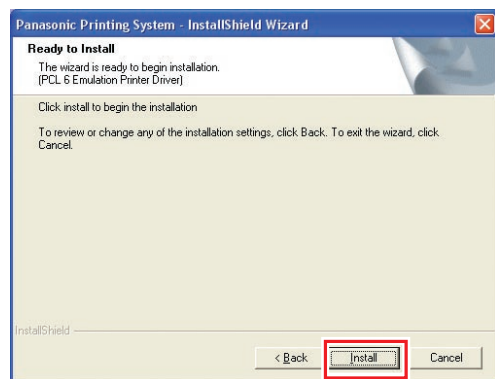 Panasonic Printing System - InstallShield Wizard
Ready to Install
The wizard is ready to begin installation.
(PCL 6 Emulation Printer Driver)
Click install to begin the installation
To review or change any of the installation settings, click Back. To exit the wizard, click
Cancel.
InstallShield
< Back Install Cancel